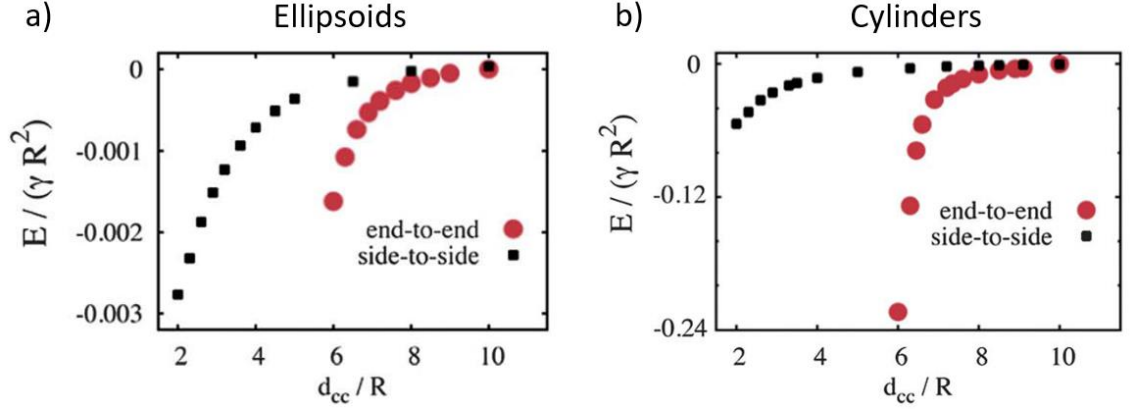 a) Ellipsoids
E / (γ R²)
0
-0.001
-0.002
-0.003
end-to-end
side-to-side
2 4 6 8 10
d_cc / R
b) Cylinders
E / (γ R²)
0
-0.12
-0.24
end-to-end
side-to-side
2 4 6 8 10
d_cc / R